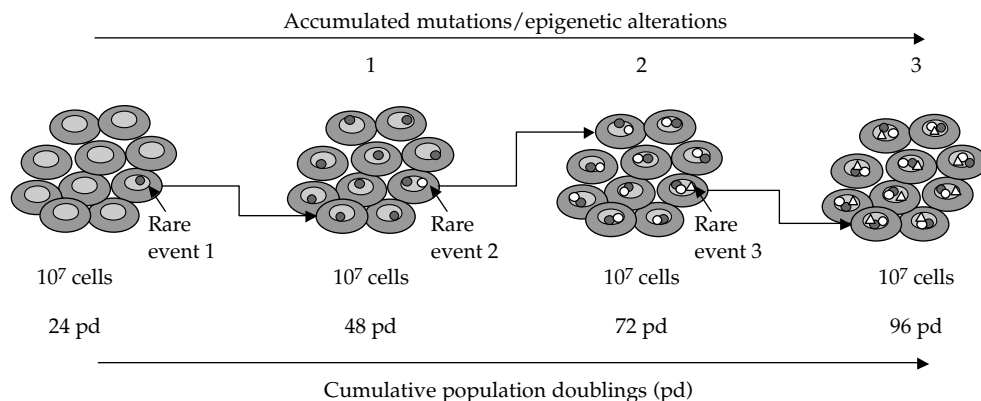 Accumulated mutations/epigenetic alterations
1 2 3
Rare event 1
Rare event 2
Rare event 3
10⁷ cells 10⁷ cells 10⁷ cells 10⁷ cells
24 pd 48 pd 72 pd 96 pd
Cumulative population doublings (pd)